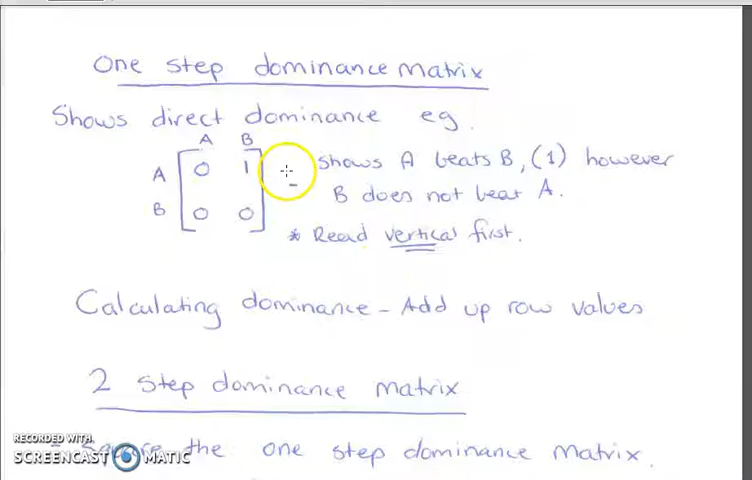 One step dominance matrix
Shows direct dominance eg.
A B
A 0 1 - shows A beats B, (1) however
B does not beat A.
B 0 0
* Read vertical first.
Calculating dominance - Add up row values
2 step dominance matrix
- Square the one step dominance matrix.
RECORDED WITH
SCREENCAST MATIC